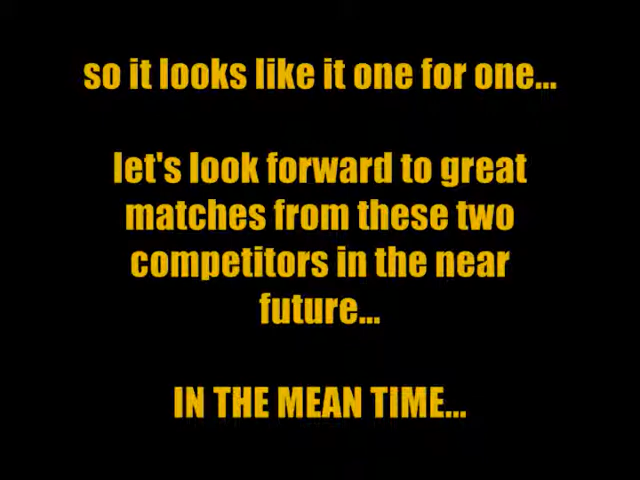 so it looks like it one for one...
let's look forward to great
matches from these two
competitors in the near
future...
IN THE MEAN TIME...